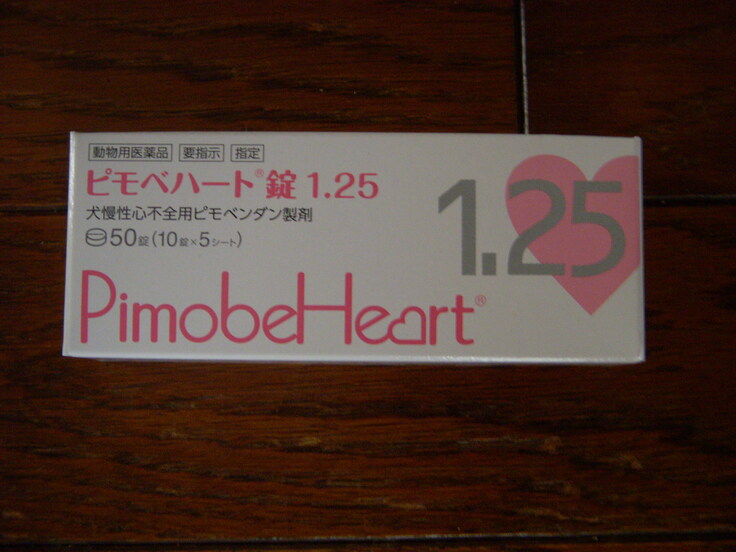 動物用医薬品 要指示 指定
ピモベハート®錠 1.25
犬慢性心不全用ピモベンダン製剤
50錠(10錠×5シート)
PimobeHeart®
1.25